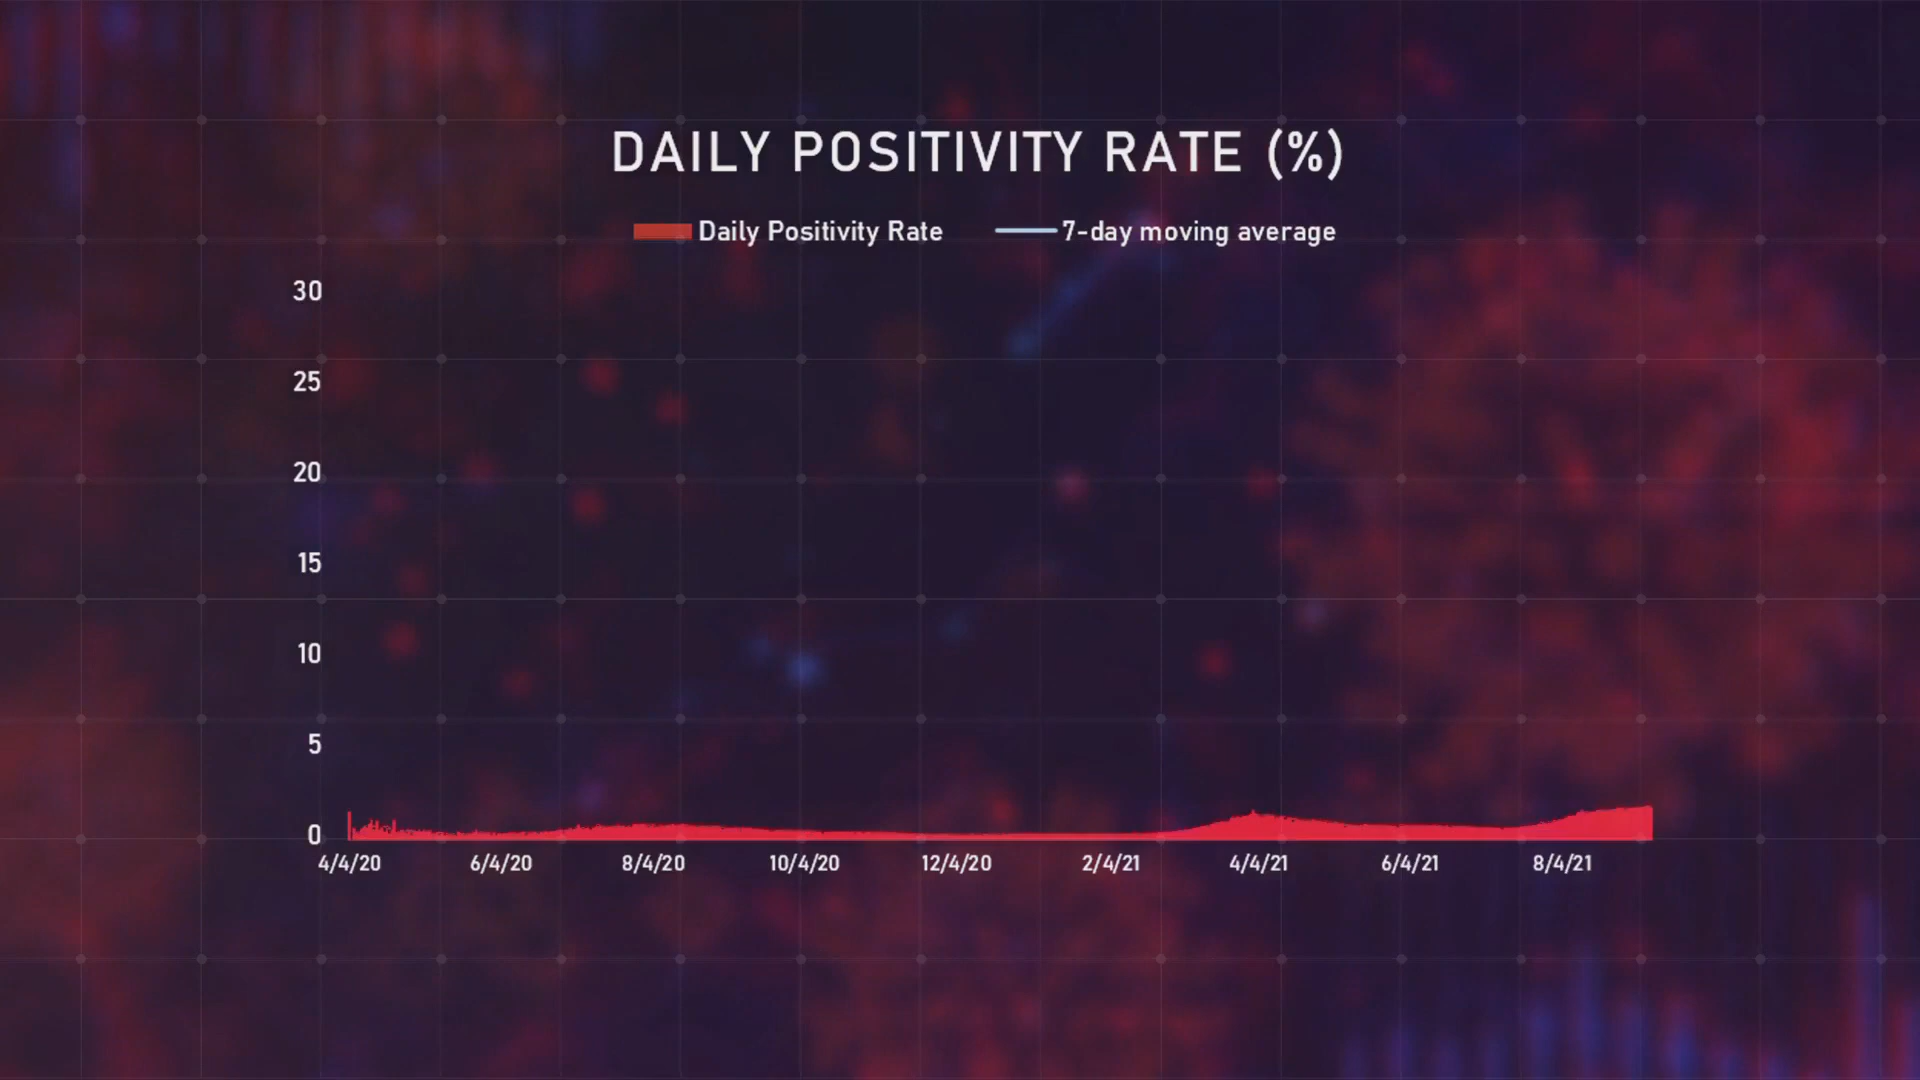 DAILY POSITIVITY RATE (%)
Daily Positivity Rate 7-day moving average
30
25
20
15
10
5
0
4/4/20 6/4/20 8/4/20 10/4/20 12/4/20 2/4/21 4/4/21 6/4/21 8/4/21